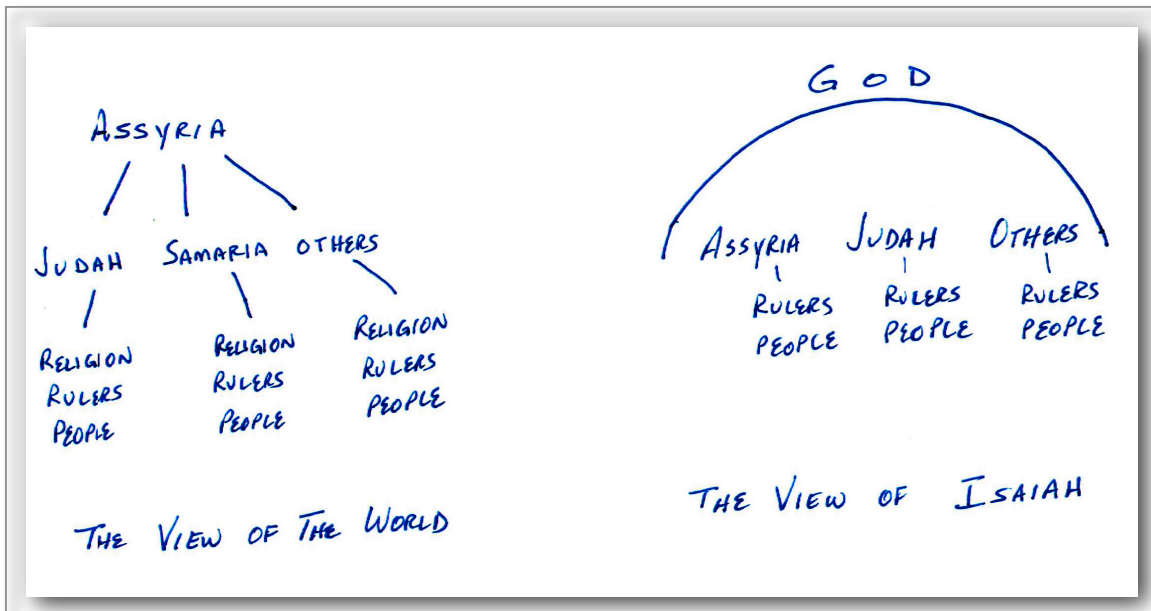 ASSYRIA
JUDAH SAMARIA OTHERS
RELIGION
RULERS
PEOPLE
RELIGION
RULERS
PEOPLE
RELIGION
RULERS
PEOPLE
THE VIEW OF THE WORLD
GOD
ASSYRIA JUDAH OTHERS
RULERS
PEOPLE
RULERS
PEOPLE
RULERS
PEOPLE
THE VIEW OF ISAIAH